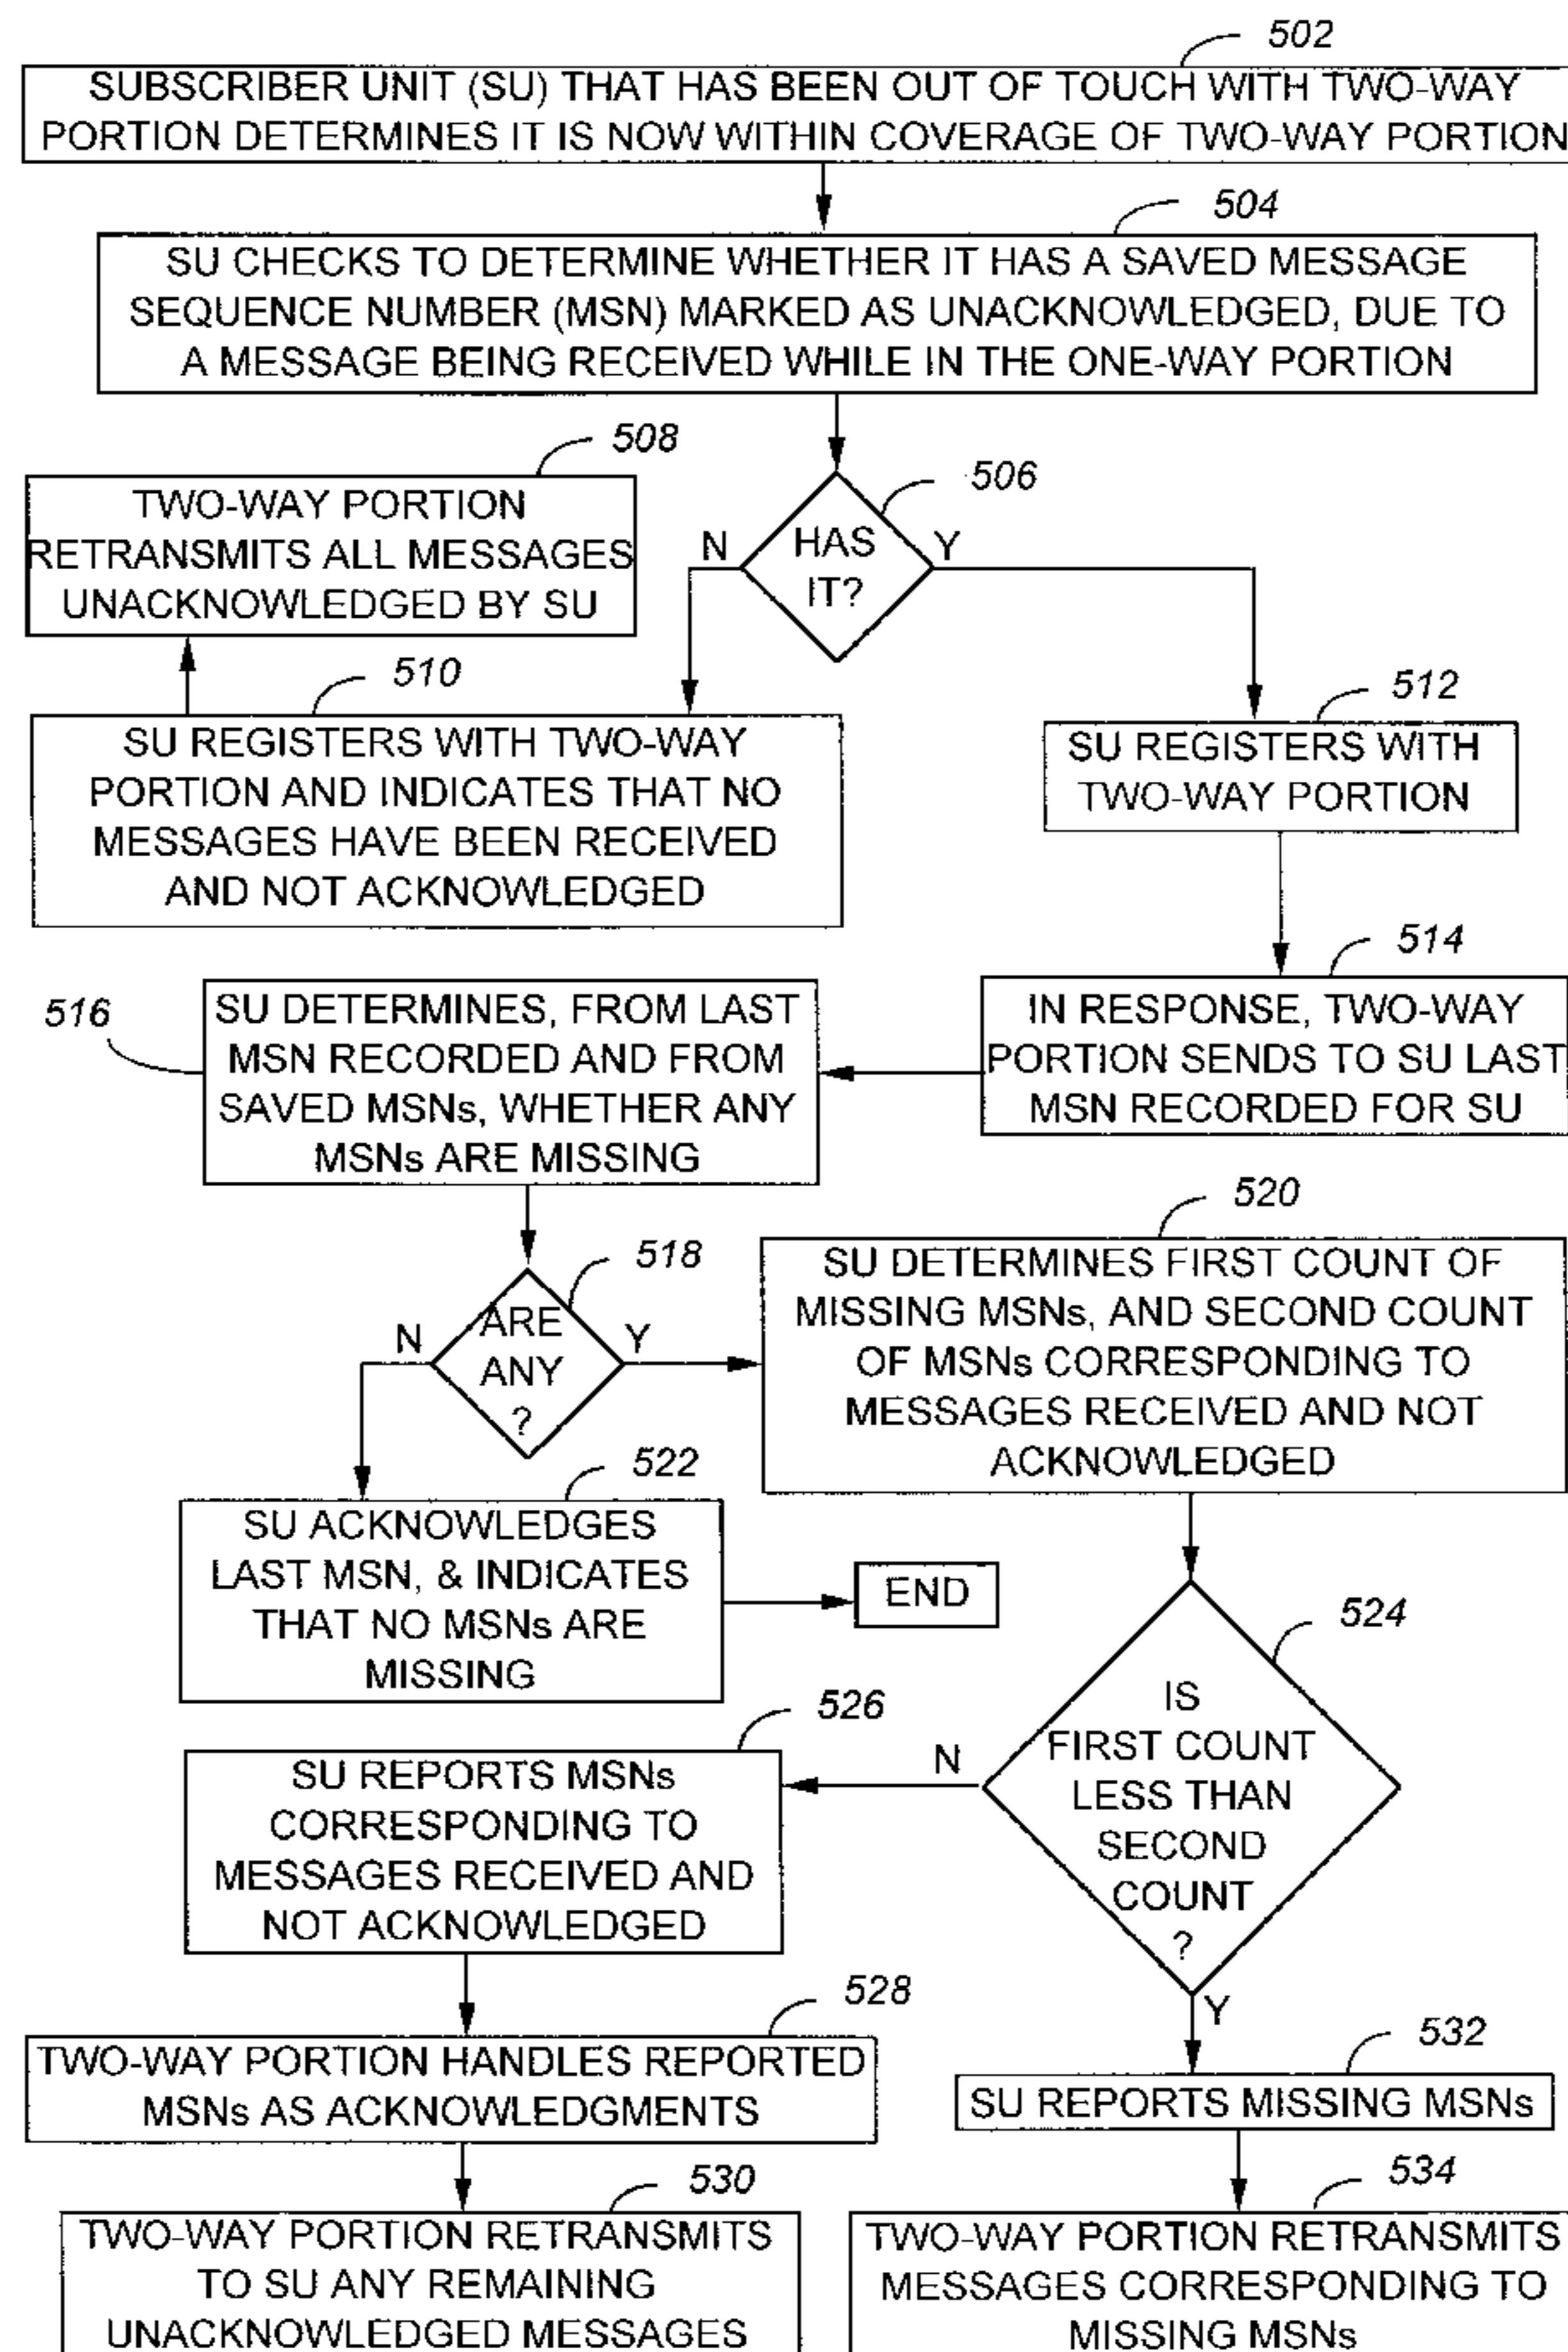 502
SUBSCRIBER UNIT (SU) THAT HAS BEEN OUT OF TOUCH WITH TWO-WAY
PORTION DETERMINES IT IS NOW WITHIN COVERAGE OF TWO-WAY PORTION
504
SU CHECKS TO DETERMINE WHETHER IT HAS A SAVED MESSAGE
SEQUENCE NUMBER (MSN) MARKED AS UNACKNOWLEDGED, DUE TO
A MESSAGE BEING RECEIVED WHILE IN THE ONE-WAY PORTION
506
HAS
IT?
N
Y
508
TWO-WAY PORTION
RETRANSMITS ALL MESSAGES
UNACKNOWLEDGED BY SU
510
SU REGISTERS WITH TWO-WAY
PORTION AND INDICATES THAT NO
MESSAGES HAVE BEEN RECEIVED
AND NOT ACKNOWLEDGED
512
SU REGISTERS WITH
TWO-WAY PORTION
514
IN RESPONSE, TWO-WAY
PORTION SENDS TO SU LAST
MSN RECORDED FOR SU
516
SU DETERMINES, FROM LAST
MSN RECORDED AND FROM
SAVED MSNs, WHETHER ANY
MSNs ARE MISSING
518
ARE
ANY
?
N
Y
520
SU DETERMINES FIRST COUNT OF
MISSING MSNs, AND SECOND COUNT
OF MSNs CORRESPONDING TO
MESSAGES RECEIVED AND NOT
ACKNOWLEDGED
522
SU ACKNOWLEDGES
LAST MSN, & INDICATES
THAT NO MSNs ARE
MISSING
END
524
IS
FIRST COUNT
LESS THAN
SECOND
COUNT
?
N
Y
526
SU REPORTS MSNs
CORRESPONDING TO
MESSAGES RECEIVED AND
NOT ACKNOWLEDGED
528
TWO-WAY PORTION HANDLES REPORTED
MSNs AS ACKNOWLEDGMENTS
530
TWO-WAY PORTION RETRANSMITS
TO SU ANY REMAINING
UNACKNOWLEDGED MESSAGES
532
SU REPORTS MISSING MSNs
534
TWO-WAY PORTION RETRANSMITS
MESSAGES CORRESPONDING TO
MISSING MSNs